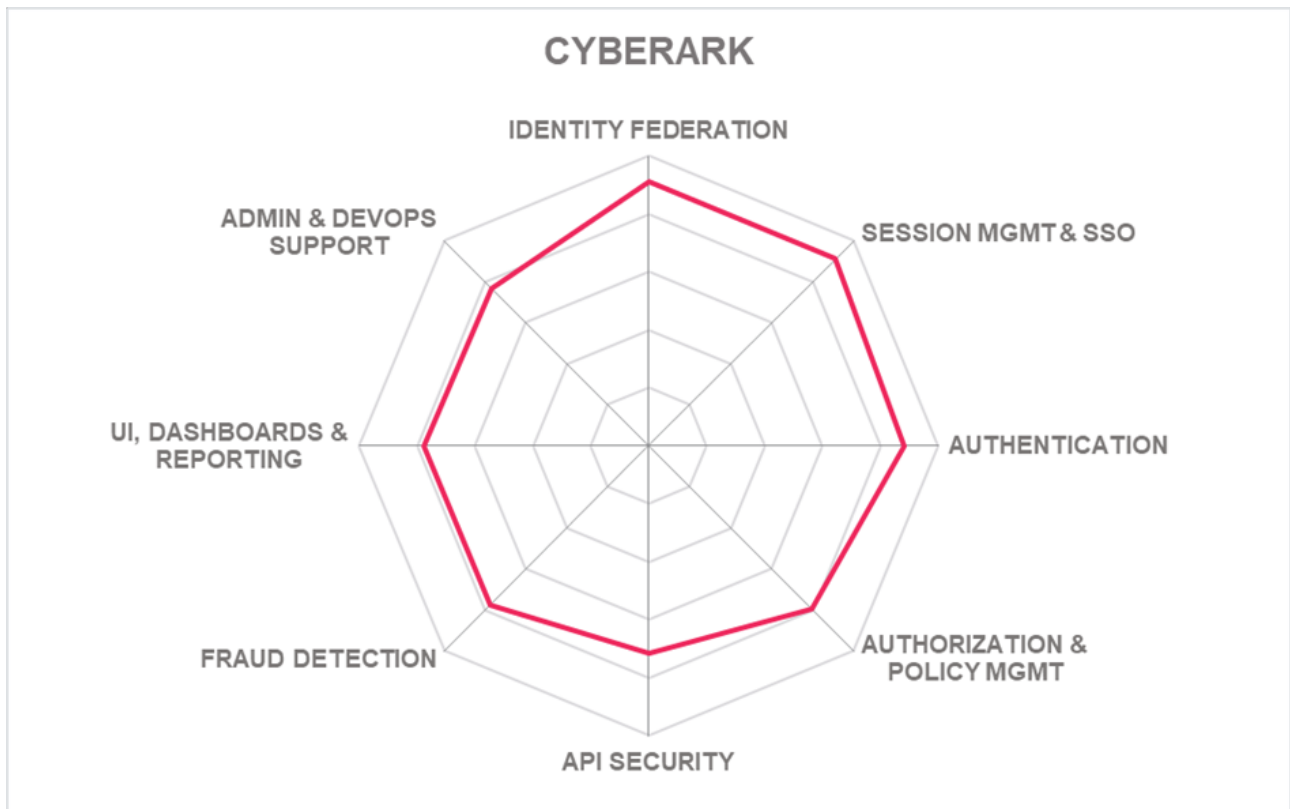 CYBERARK
IDENTITY FEDERATION
ADMIN & DEVOPS
SUPPORT
SESSION MGMT & SSO
UI, DASHBOARDS &
REPORTING
AUTHENTICATION
FRAUD DETECTION
AUTHORIZATION &
POLICY MGMT
API SECURITY